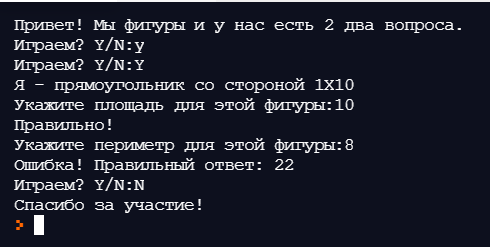 Привет! Мы фигуры и у нас есть 2 два вопроса.
Играем? Y/N:y
Играем? Y/N:Y
Я – прямоугольник со стороной 1X10
Укажите площадь для этой фигуры:10
Правильно!
Укажите периметр для этой фигуры:8
Ошибка! Правильный ответ: 22
Играем? Y/N:N
Спасибо за участие!
>